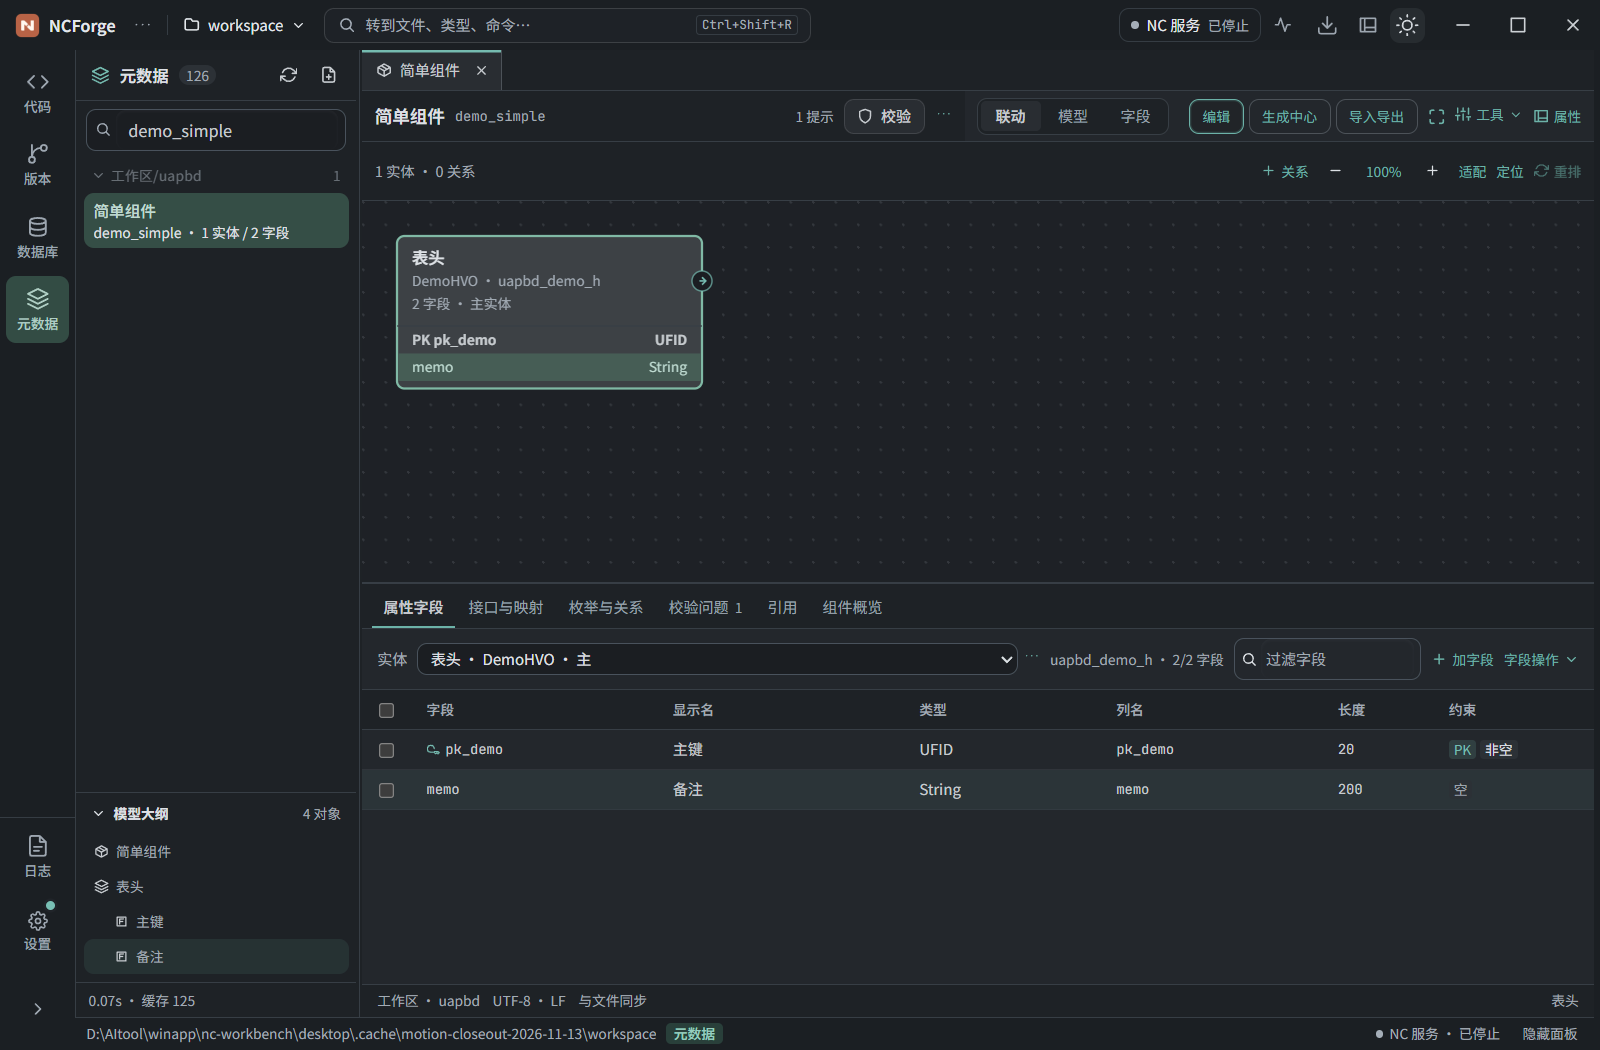 NCForge
workspace
转到文件、类型、命令…
Ctrl+Shift+R
NC 服务 已停止
代码
版本
数据库
元数据
日志
设置
元数据 126
demo_simple
工作区/uapbd 1
简单组件
demo_simple • 1 实体 / 2 字段
模型大纲 4 对象
简单组件
表头
主键
备注
0.07s • 缓存 125
简单组件
简单组件 demo_simple
1 提示 校验 ···
联动 模型 字段
编辑 生成中心 导入导出 工具 属性
1 实体 • 0 关系
+ 关系 − 100% + 适配 定位 重排
表头
DemoHVO • uapbd_demo_h
2 字段 • 主实体
PK pk_demo UFID
memo String
属性字段 接口与映射 枚举与关系 校验问题 1 引用 组件概览
实体 表头 • DemoHVO • 主 ··· uapbd_demo_h • 2/2 字段 过滤字段 + 加字段 字段操作
字段 显示名 类型 列名 长度 约束
pk_demo 主键 UFID pk_demo 20 PK 非空
memo 备注 String memo 200 空
工作区 • uapbd UTF-8 • LF 与文件同步 表头
D:\AItool\winapp\nc-workbench\desktop\.cache\motion-closeout-2026-11-13\workspace 元数据
NC 服务 • 已停止 隐藏面板